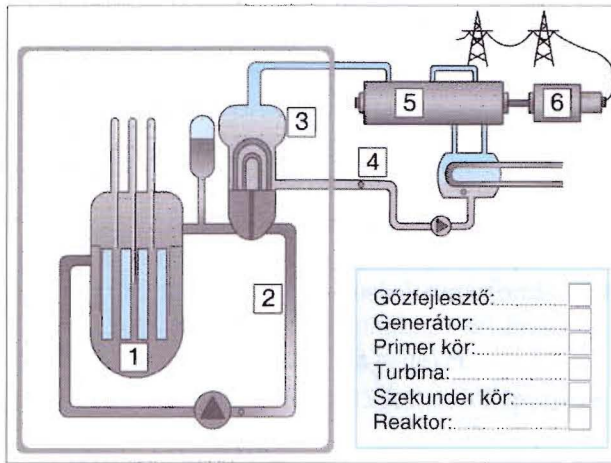 3
5
6
4
2
1
Gőzfejlesztő:
Generátor:
Primer kör:
Turbina:
Szekunder kör:
Reaktor: